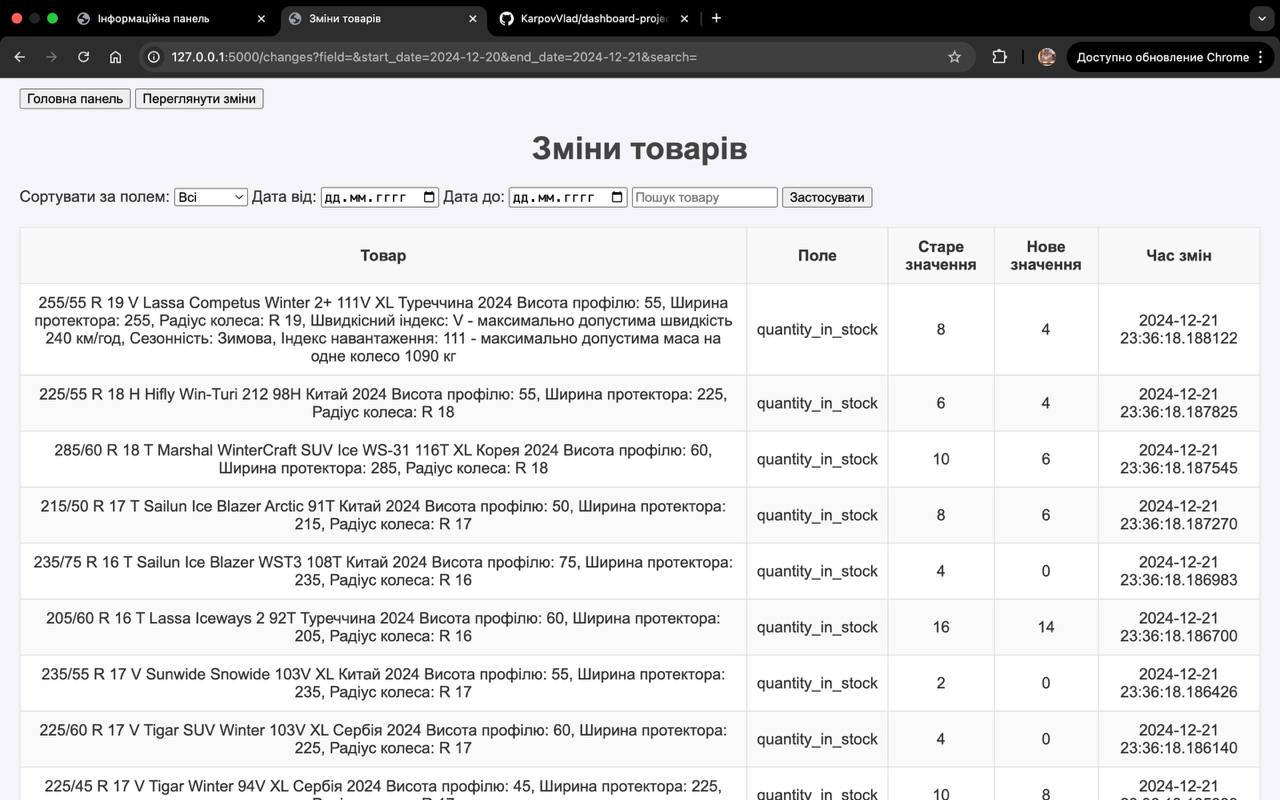 Інформаційна панель
Зміни товарів
KarpovVlad/dashboard-proje
127.0.0.1:5000/changes?field=&start_date=2024-12-20&end_date=2024-12-21&search=
Доступно обновление Chrome
Головна панель Переглянути зміни
Зміни товарів
Сортувати за полем: Всі Дата від: дд.мм.гггг Дата до: дд.мм.гггг Пошук товару Застосувати
Товар Поле Старе значення Нове значення Час змін
255/55 R 19 V Lassa Competus Winter 2+ 111V XL Туреччина 2024 Висота профілю: 55, Ширина
протектора: 255, Радіус колеса: R 19, Швидкісний індекс: V - максимально допустима швидкість
240 км/год, Сезонність: Зимова, Індекс навантаження: 111 - максимально допустима маса на
одне колесо 1090 кг
quantity_in_stock 8 4 2024-12-21
23:36:18.188122
225/55 R 18 H Hifly Win-Turi 212 98H Китай 2024 Висота профілю: 55, Ширина протектора: 225,
Радіус колеса: R 18
quantity_in_stock 6 4 2024-12-21
23:36:18.187825
285/60 R 18 T Marshal WinterCraft SUV Ice WS-31 116T XL Корея 2024 Висота профілю: 60,
Ширина протектора: 285, Радіус колеса: R 18
quantity_in_stock 10 6 2024-12-21
23:36:18.187545
215/50 R 17 T Sailun Ice Blazer Arctic 91T Китай 2024 Висота профілю: 50, Ширина протектора:
215, Радіус колеса: R 17
quantity_in_stock 8 6 2024-12-21
23:36:18.187270
235/75 R 16 T Sailun Ice Blazer WST3 108T Китай 2024 Висота профілю: 75, Ширина протектора:
235, Радіус колеса: R 16
quantity_in_stock 4 0 2024-12-21
23:36:18.186983
205/60 R 16 T Lassa Iceways 2 92T Туреччина 2024 Висота профілю: 60, Ширина протектора:
205, Радіус колеса: R 16
quantity_in_stock 16 14 2024-12-21
23:36:18.186700
235/55 R 17 V Sunwide Snowide 103V XL Китай 2024 Висота профілю: 55, Ширина протектора:
235, Радіус колеса: R 17
quantity_in_stock 2 0 2024-12-21
23:36:18.186426
225/60 R 17 V Tigar SUV Winter 103V XL Сербія 2024 Висота профілю: 60, Ширина протектора:
225, Радіус колеса: R 17
quantity_in_stock 4 0 2024-12-21
23:36:18.186140
225/45 R 17 V Tigar Winter 94V XL Сербія 2024 Висота профілю: 45, Ширина протектора: 225,
quantity_in_stock 10 8 2024-12-21